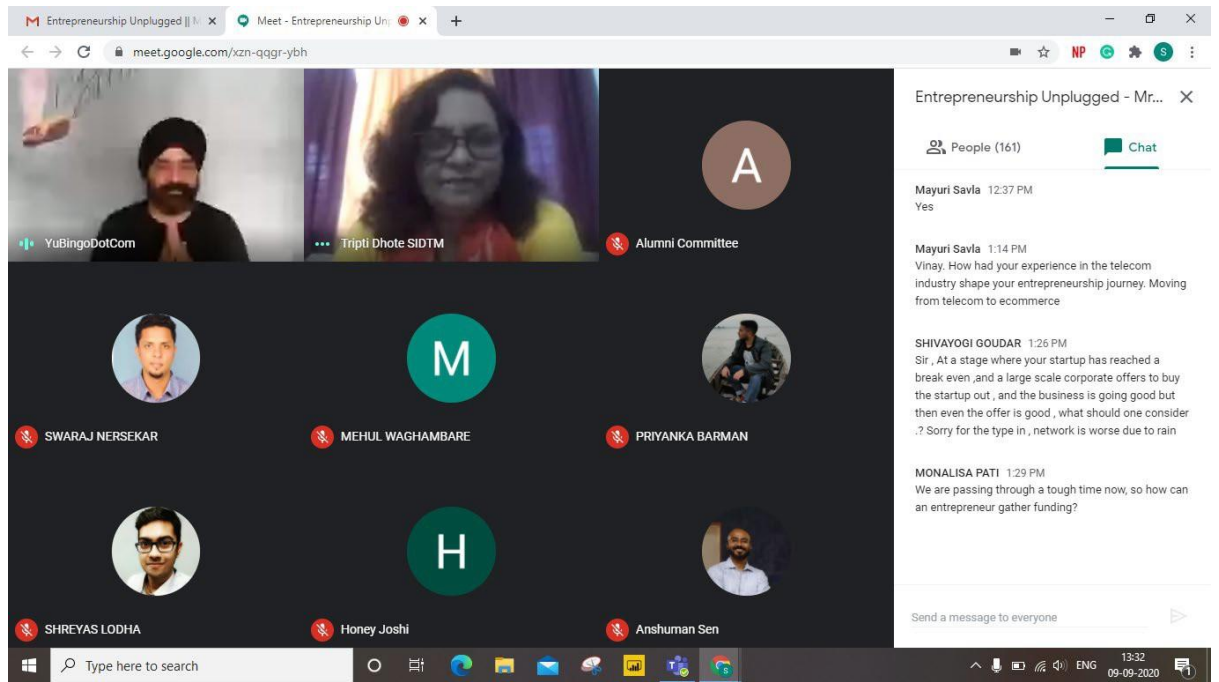 Entrepreneurship Unplugged || M
Meet - Entrepreneurship Unp
meet.google.com/xzn-qqgr-ybh
NP
S
YuBingoDotCom
Tripti Dhote SIDTM
A
Alumni Committee
SWARAJ NERSEKAR
M
MEHUL WAGHAMBARE
PRIYANKA BARMAN
SHREYAS LODHA
H
Honey Joshi
Anshuman Sen
Entrepreneurship Unplugged - Mr...
People (161)
Chat
Mayuri Savla 12:37 PM
Yes
Mayuri Savla 1:14 PM
Vinay. How had your experience in the telecom
industry shape your entrepreneurship journey. Moving
from telecom to ecommerce
SHIVAYOGI GOUDAR 1:26 PM
Sir , At a stage where your startup has reached a
break even ,and a large scale corporate offers to buy
the startup out , and the business is going good but
then even the offer is good , what should one consider
.? Sorry for the type in , network is worse due to rain
MONALISA PATI 1:29 PM
We are passing through a tough time now, so how can
an entrepreneur gather funding?
Send a message to everyone
Type here to search
ENG
13:32
09-09-2020